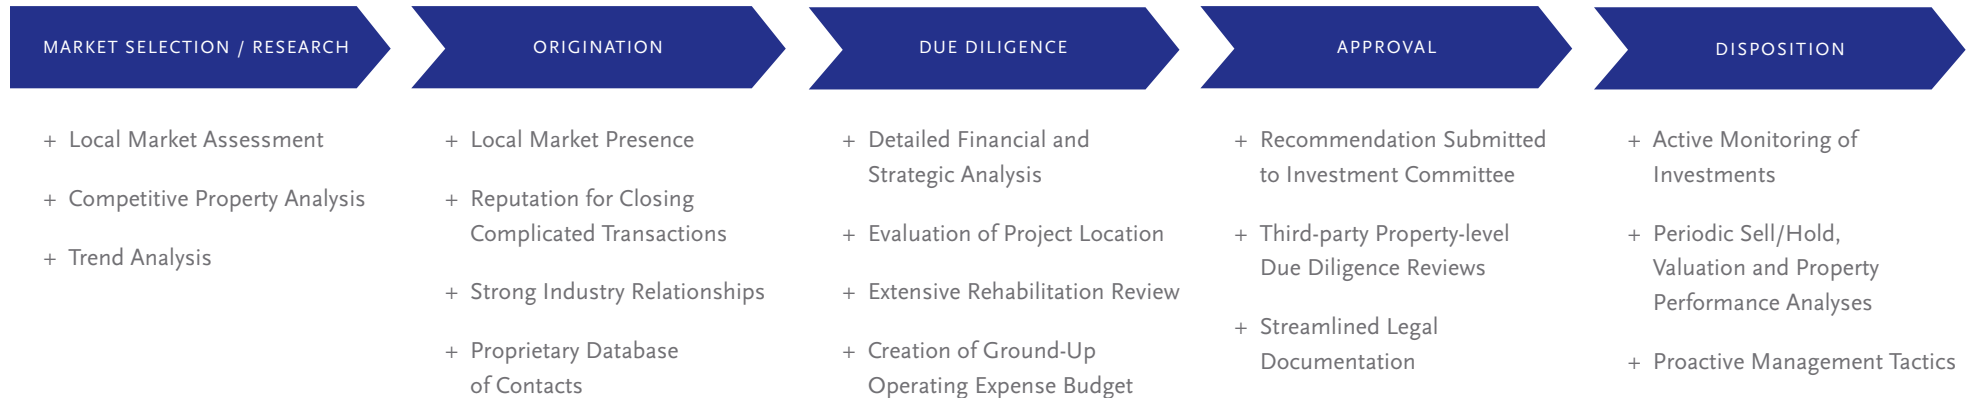 MARKET SELECTION / RESEARCH
+ Local Market Assessment
+ Competitive Property Analysis
+ Trend Analysis
ORIGINATION
+ Local Market Presence
+ Reputation for Closing
Complicated Transactions
+ Strong Industry Relationships
+ Proprietary Database
of Contacts
DUE DILIGENCE
+ Detailed Financial and
Strategic Analysis
+ Evaluation of Project Location
+ Extensive Rehabilitation Review
+ Creation of Ground-Up
Operating Expense Budget
APPROVAL
+ Recommendation Submitted
to Investment Committee
+ Third-party Property-level
Due Diligence Reviews
+ Streamlined Legal
Documentation
DISPOSITION
+ Active Monitoring of
Investments
+ Periodic Sell/Hold,
Valuation and Property
Performance Analyses
+ Proactive Management Tactics